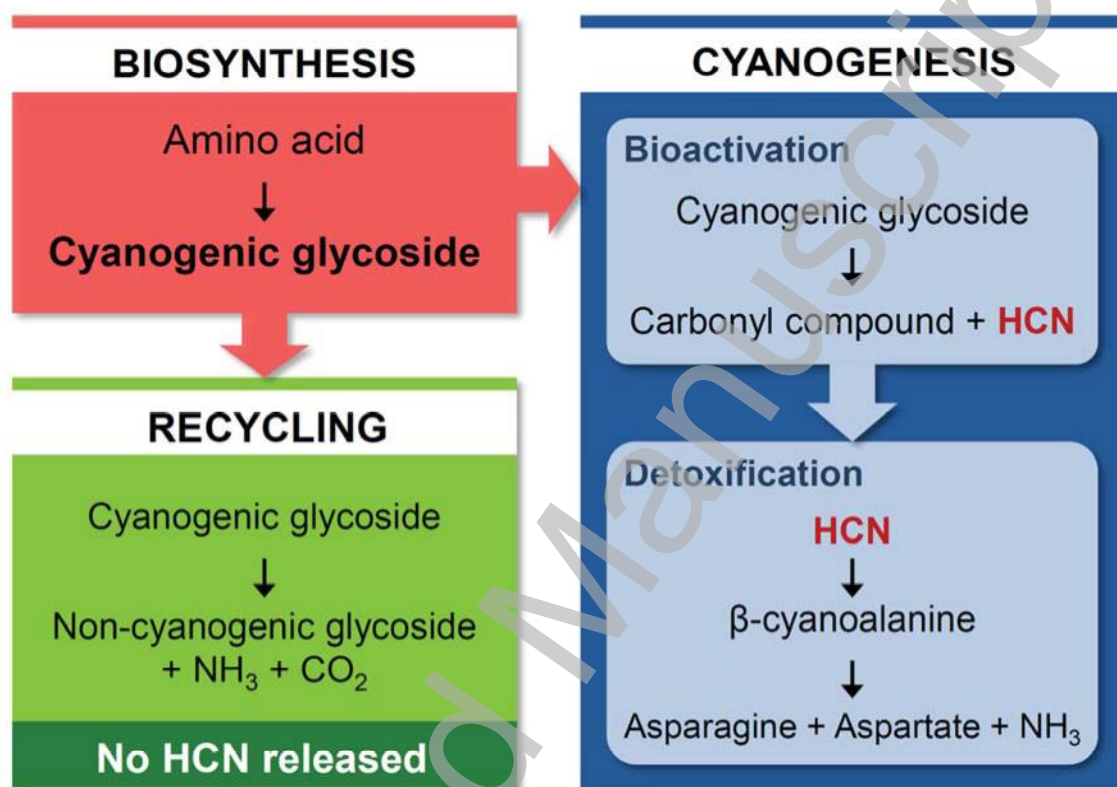 BIOSYNTHESIS
Amino acid
↓
Cyanogenic glycoside
RECYCLING
Cyanogenic glycoside
↓
Non-cyanogenic glycoside
+ NH₃ + CO₂
No HCN released
CYANOGENESIS
Bioactivation
Cyanogenic glycoside
↓
Carbonyl compound + HCN
Detoxification
HCN
↓
β-cyanoalanine
↓
Asparagine + Aspartate + NH₃
d Manuscrip